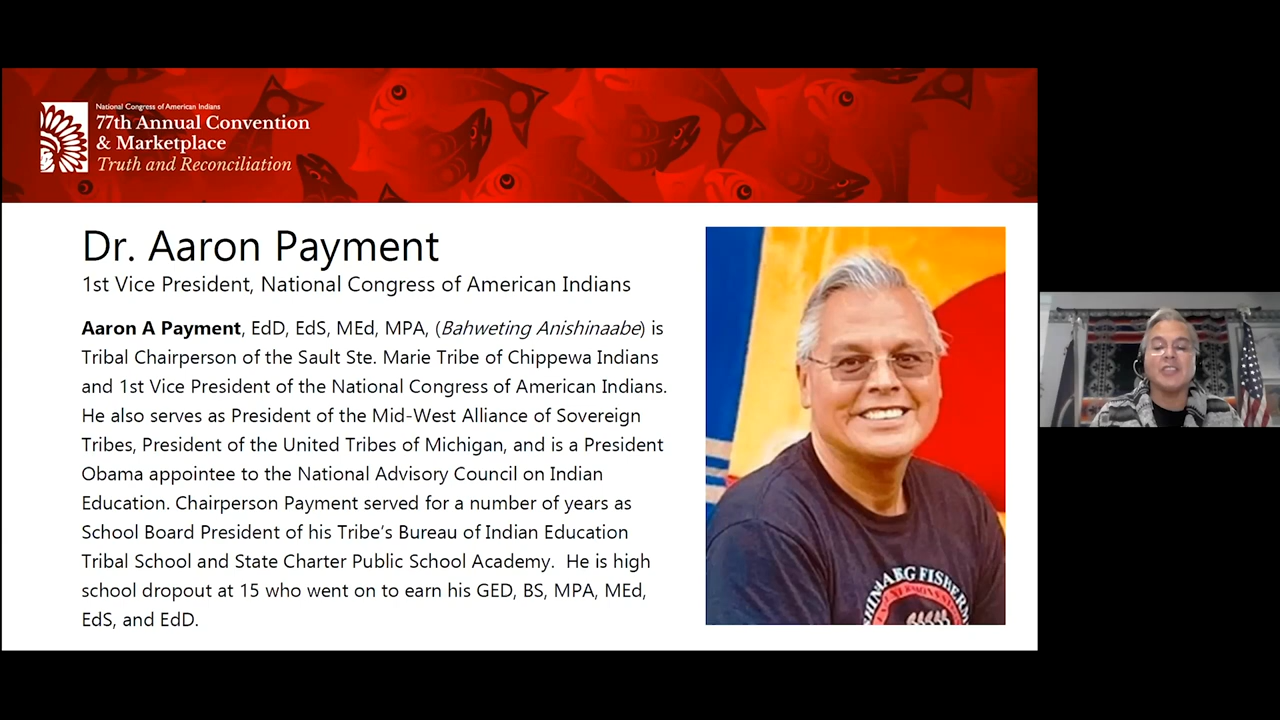 National Congress of American Indians
77th Annual Convention
& Marketplace
Truth and Reconciliation
Dr. Aaron Payment
1st Vice President, National Congress of American Indians
Aaron A Payment, EdD, EdS, MEd, MPA, (Bahweting Anishinaabe) is
Tribal Chairperson of the Sault Ste. Marie Tribe of Chippewa Indians
and 1st Vice President of the National Congress of American Indians.
He also serves as President of the Mid-West Alliance of Sovereign
Tribes, President of the United Tribes of Michigan, and is a President
Obama appointee to the National Advisory Council on Indian
Education. Chairperson Payment served for a number of years as
School Board President of his Tribe’s Bureau of Indian Education
Tribal School and State Charter Public School Academy.  He is high
school dropout at 15 who went on to earn his GED, BS, MPA, MEd,
EdS, and EdD.